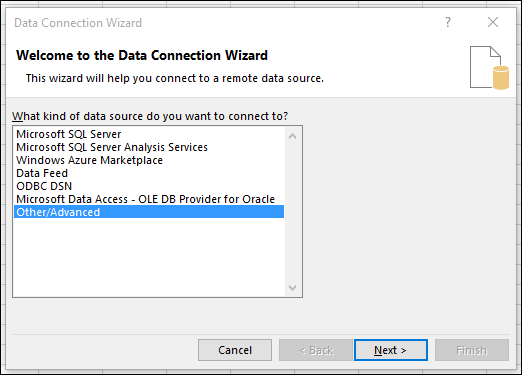 Data Connection Wizard
?
Welcome to the Data Connection Wizard
This wizard will help you connect to a remote data source.
What kind of data source do you want to connect to?
Microsoft SQL Server
Microsoft SQL Server Analysis Services
Windows Azure Marketplace
Data Feed
ODBC DSN
Microsoft Data Access - OLE DB Provider for Oracle
Other/Advanced
Cancel
< Back
Next >
Finish